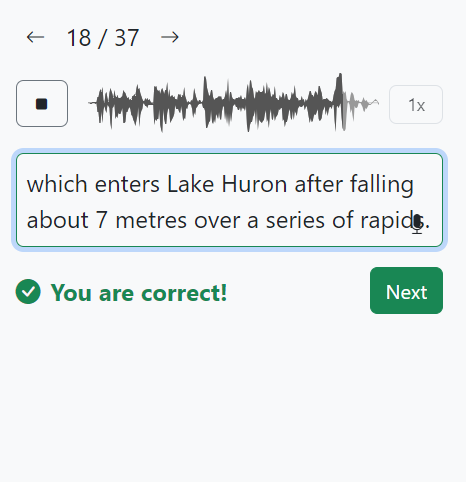 18 / 37
1x
which enters Lake Huron after falling
about 7 metres over a series of rapids.
You are correct!
Next